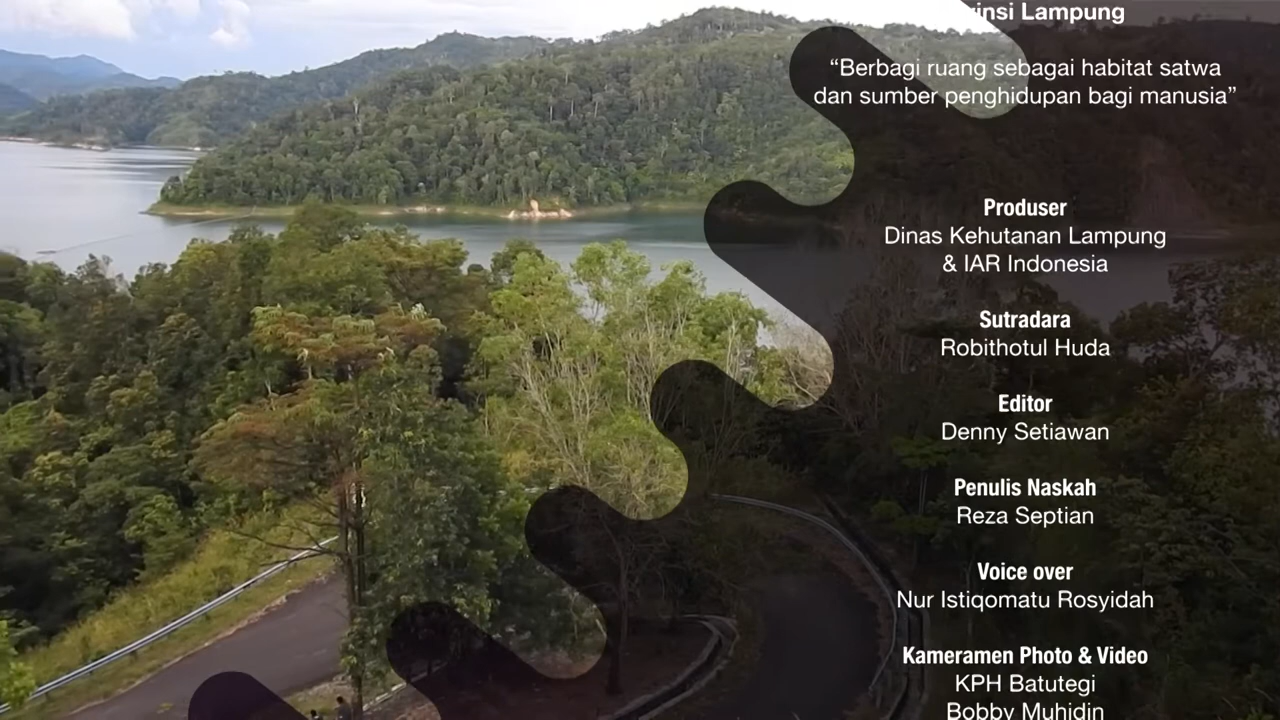 insi Lampung
“Berbagi ruang sebagai habitat satwa
dan sumber penghidupan bagi manusia”
Produser
Dinas Kehutanan Lampung
& IAR Indonesia
Sutradara
Robithotul Huda
Editor
Denny Setiawan
Penulis Naskah
Reza Septian
Voice over
Nur Istiqomatu Rosyidah
Kameramen Photo & Video
KPH Batutegi
Bobby Muhidin